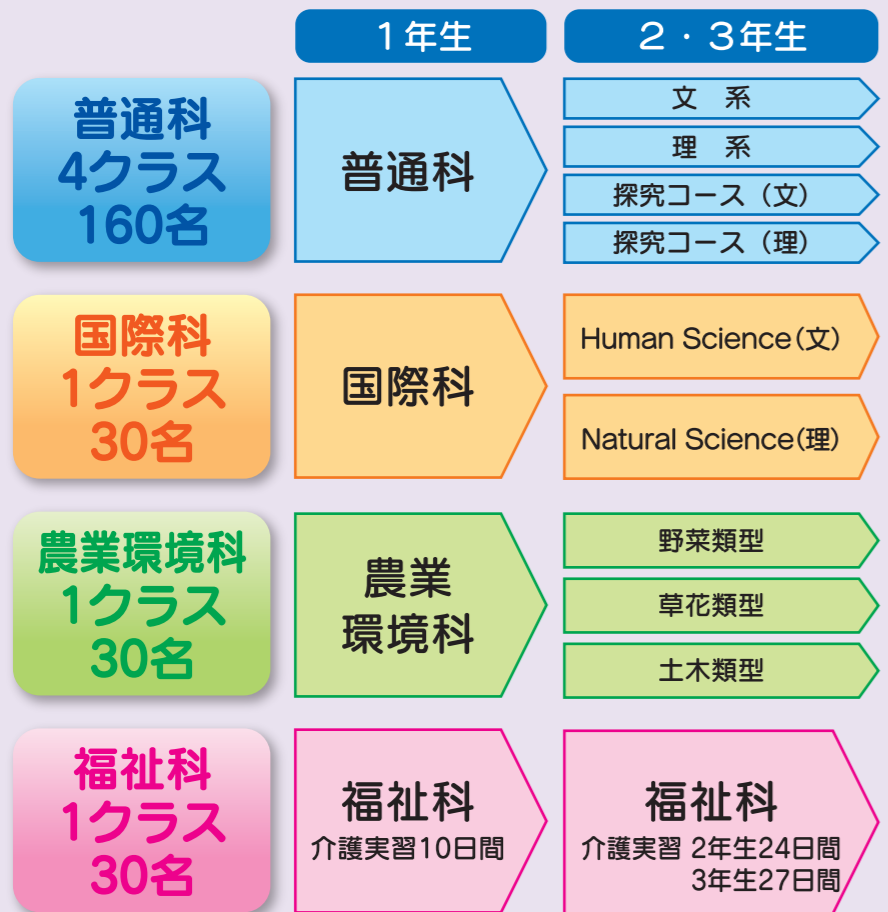 1年生
2・3年生
普通科
4クラス
160名
普通科
文 系
理 系
探究コース（文）
探究コース（理）
国際科
1クラス
30名
国際科
Human Science(文)
Natural Science(理)
農業環境科
1クラス
30名
農業
環境科
野菜類型
草花類型
土木類型
福祉科
1クラス
30名
福祉科
介護実習10日間
福祉科
介護実習 2年生24日間
3年生27日間